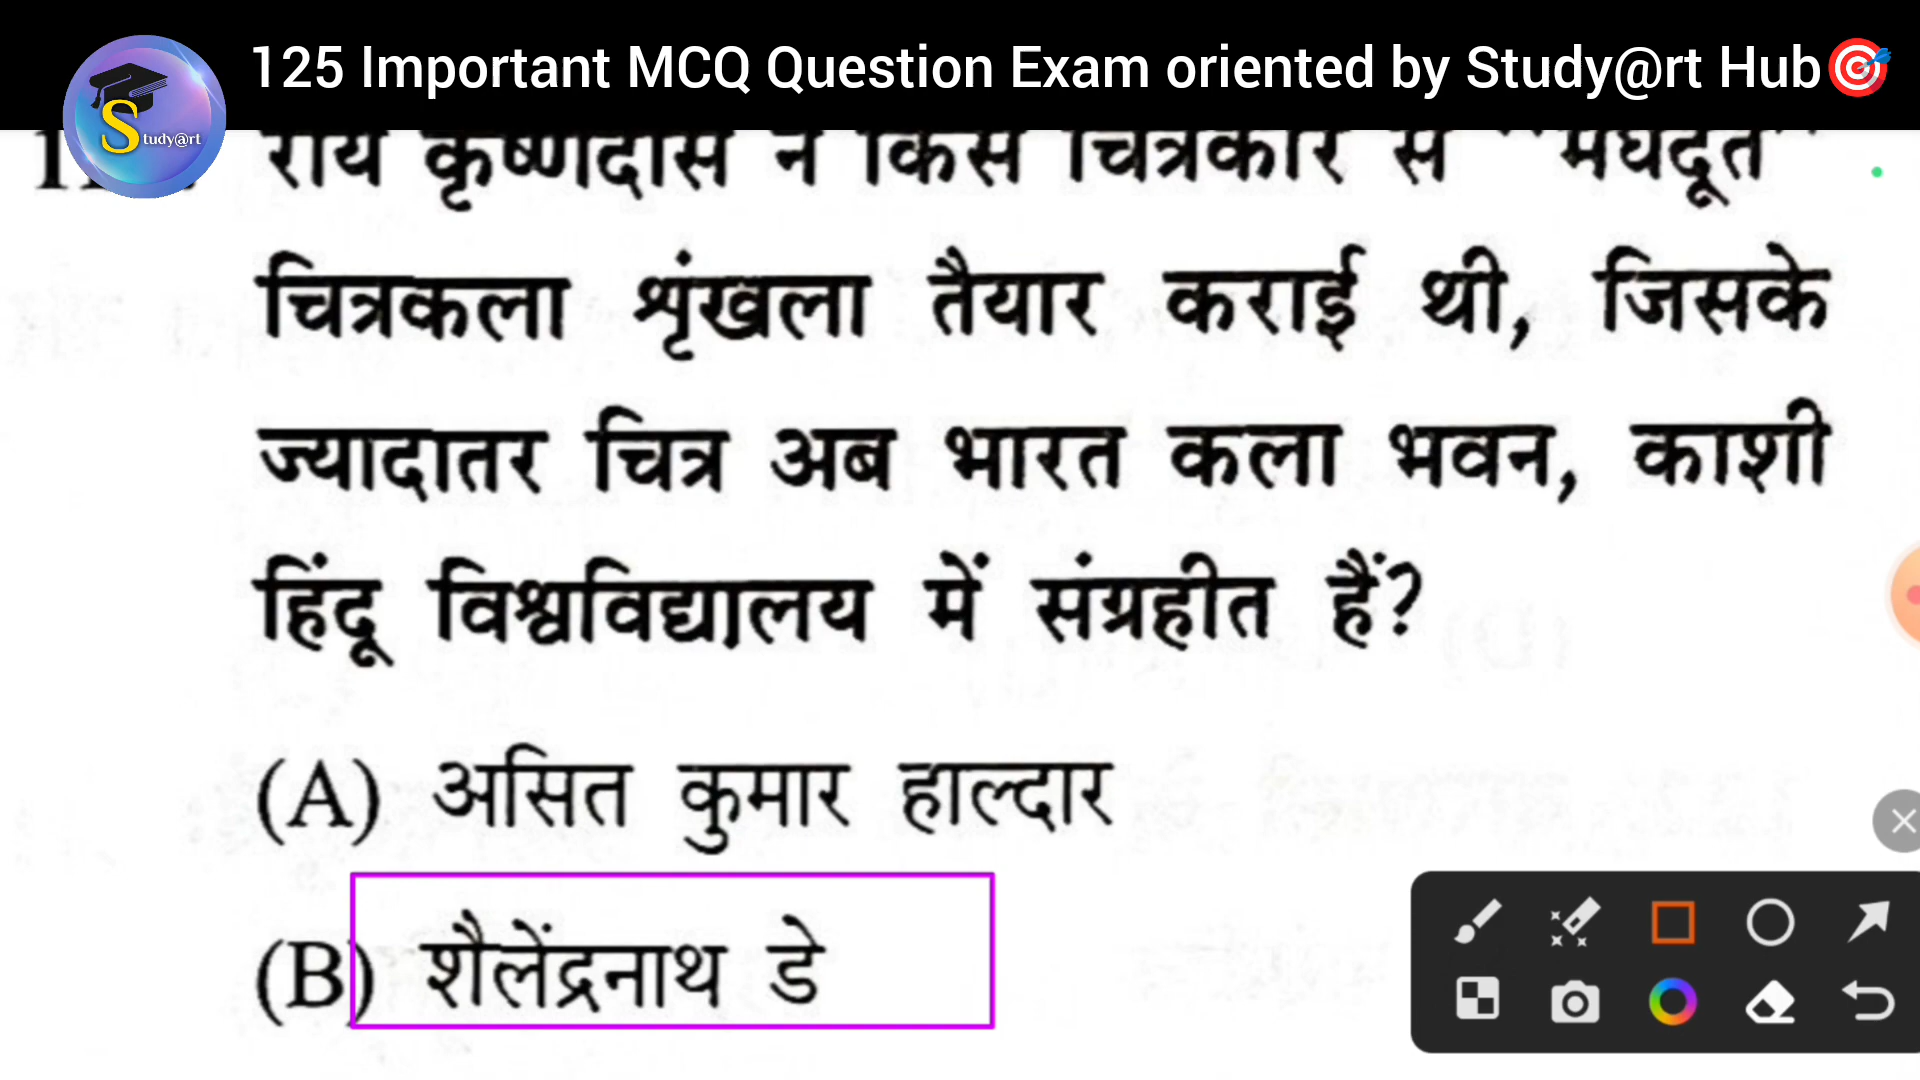 125 Important MCQ Question Exam oriented by Study@rt Hub🎯
Study@rt
राय कृष्णदास ने किस चित्रकार से "मेघदूत"
चित्रकला शृंखला तैयार कराई थी, जिसके
ज्यादातर चित्र अब भारत कला भवन, काशी
हिंदू विश्वविद्यालय में संग्रहीत हैं?
(A) असित कुमार हाल्दार
(B) शैलेंद्रनाथ डे